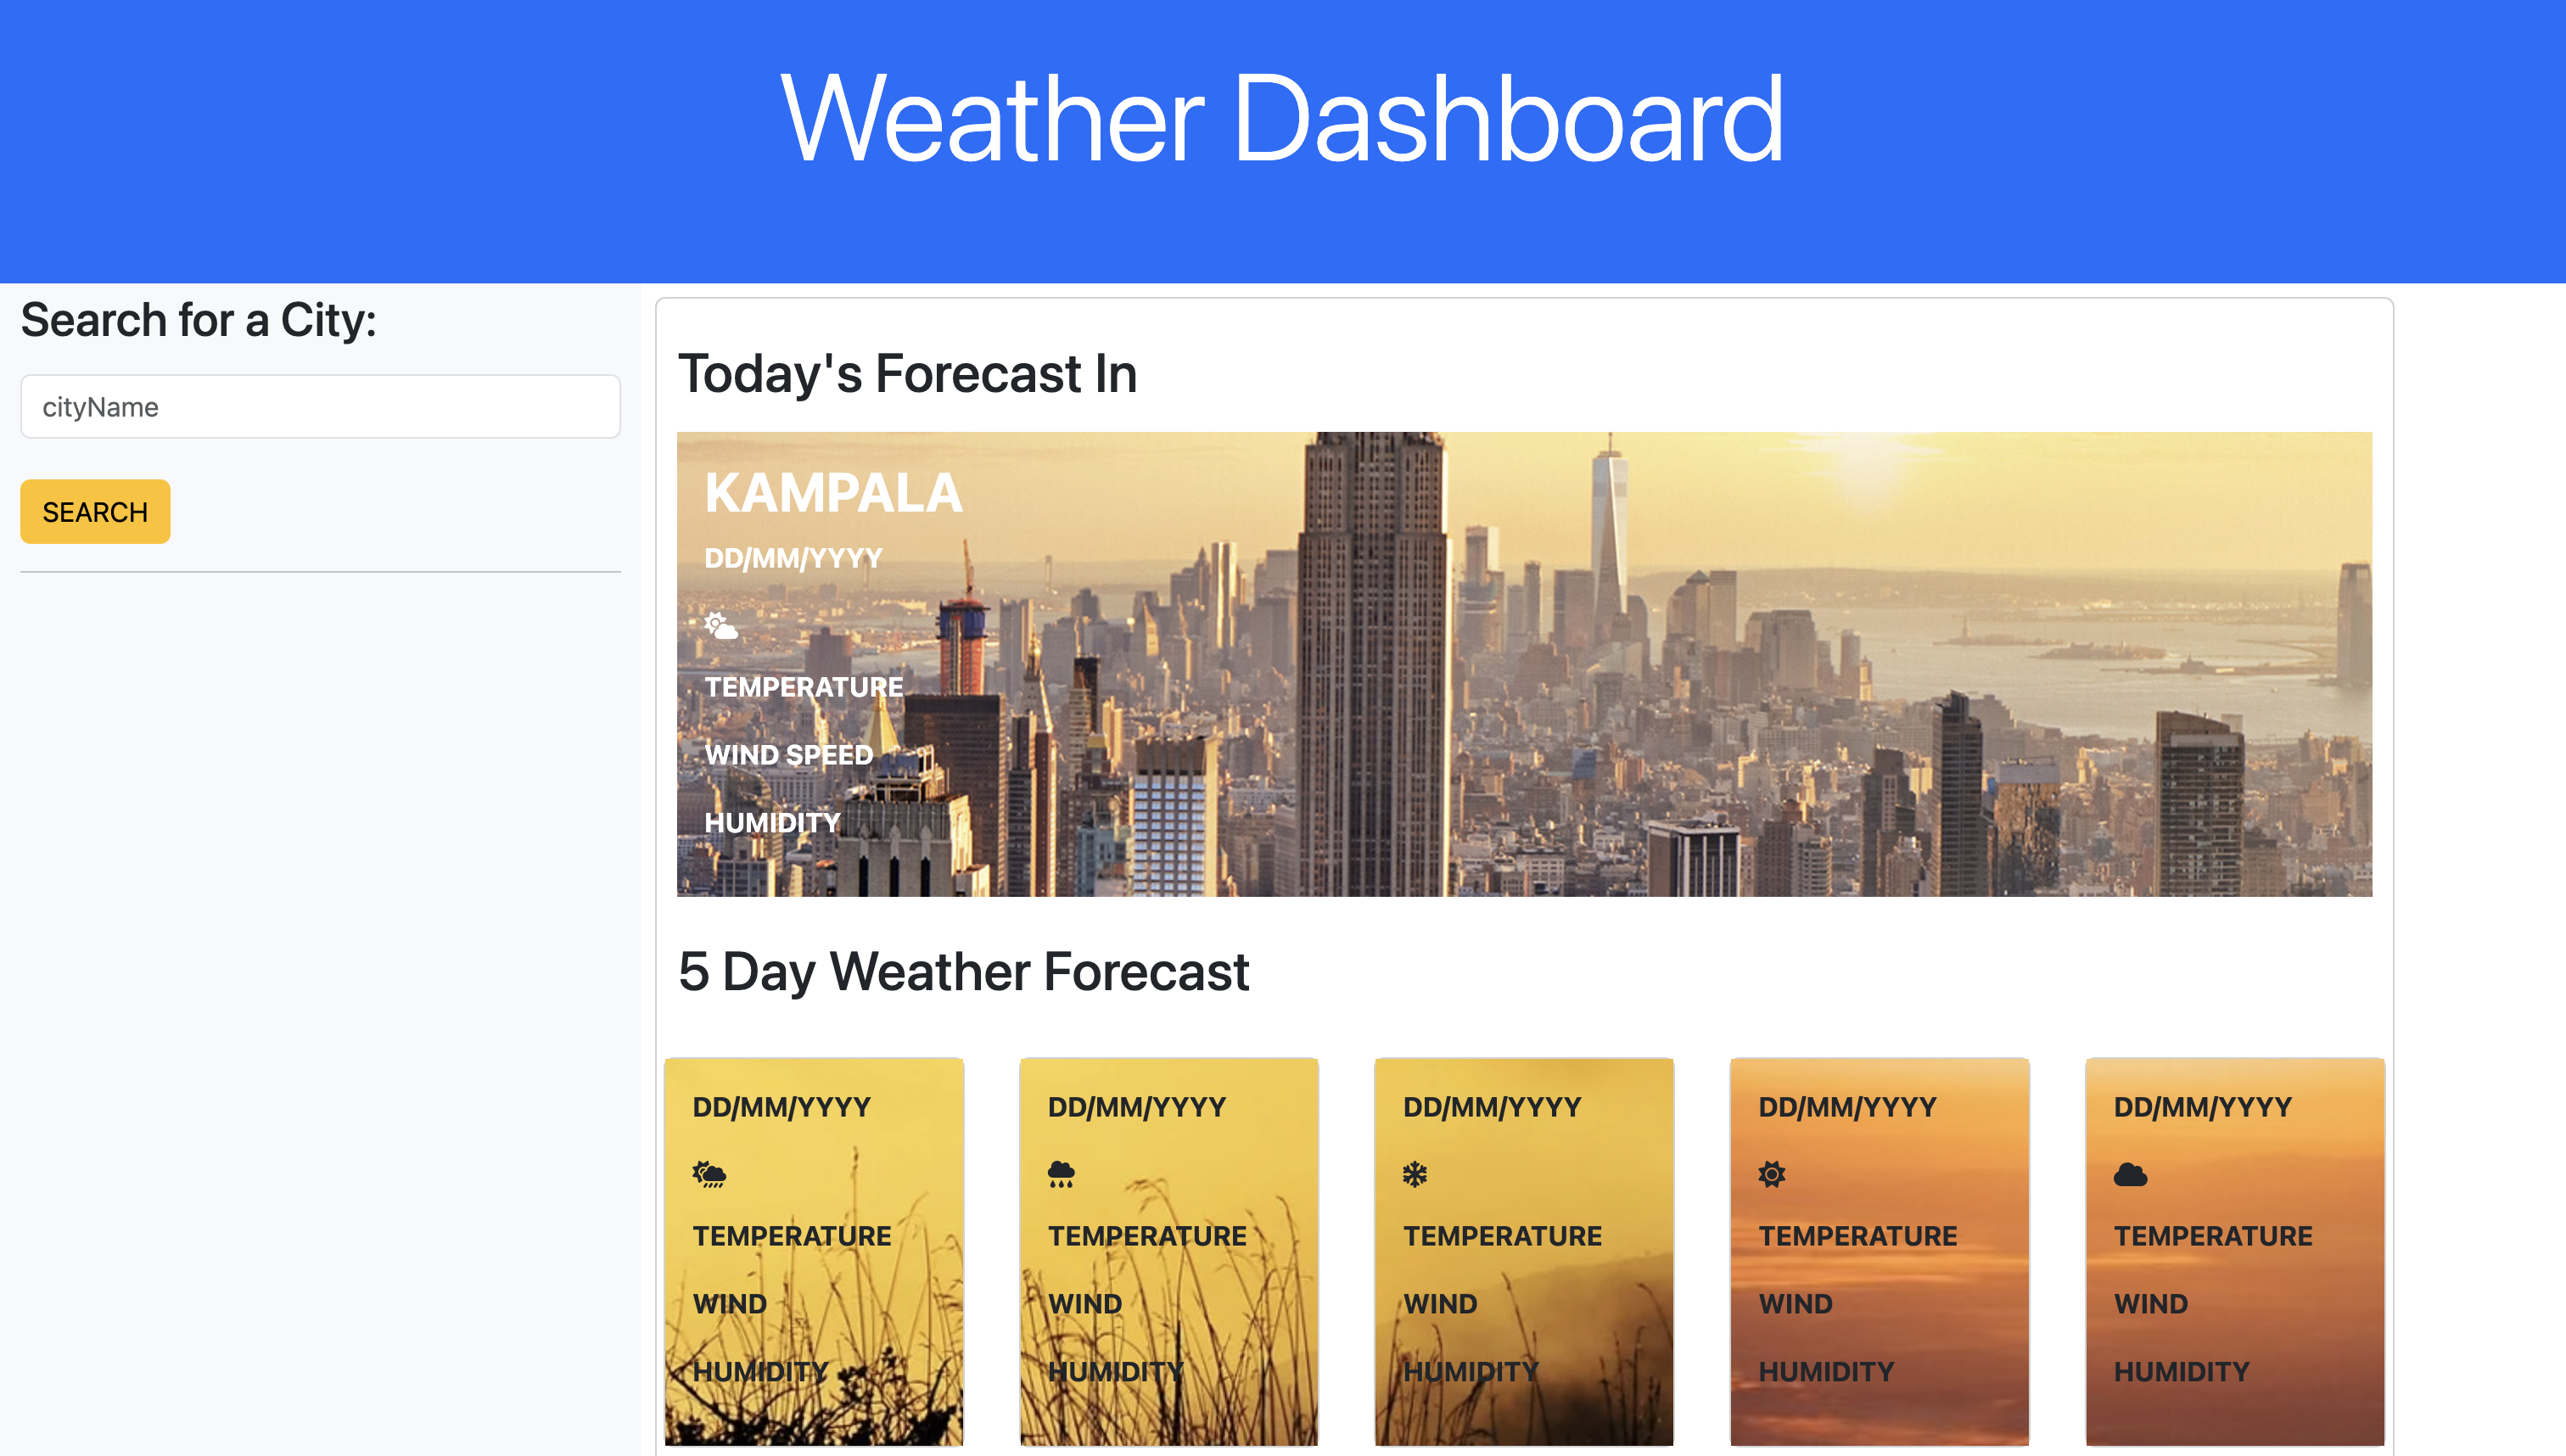 Weather Dashboard
Search for a City:
cityName
SEARCH
Today's Forecast In
KAMPALA
DD/MM/YYYY
TEMPERATURE
WIND SPEED
HUMIDITY
5 Day Weather Forecast
DD/MM/YYYY
TEMPERATURE
WIND
HUMIDITY
DD/MM/YYYY
TEMPERATURE
WIND
HUMIDITY
DD/MM/YYYY
TEMPERATURE
WIND
HUMIDITY
DD/MM/YYYY
TEMPERATURE
WIND
HUMIDITY
DD/MM/YYYY
TEMPERATURE
WIND
HUMIDITY